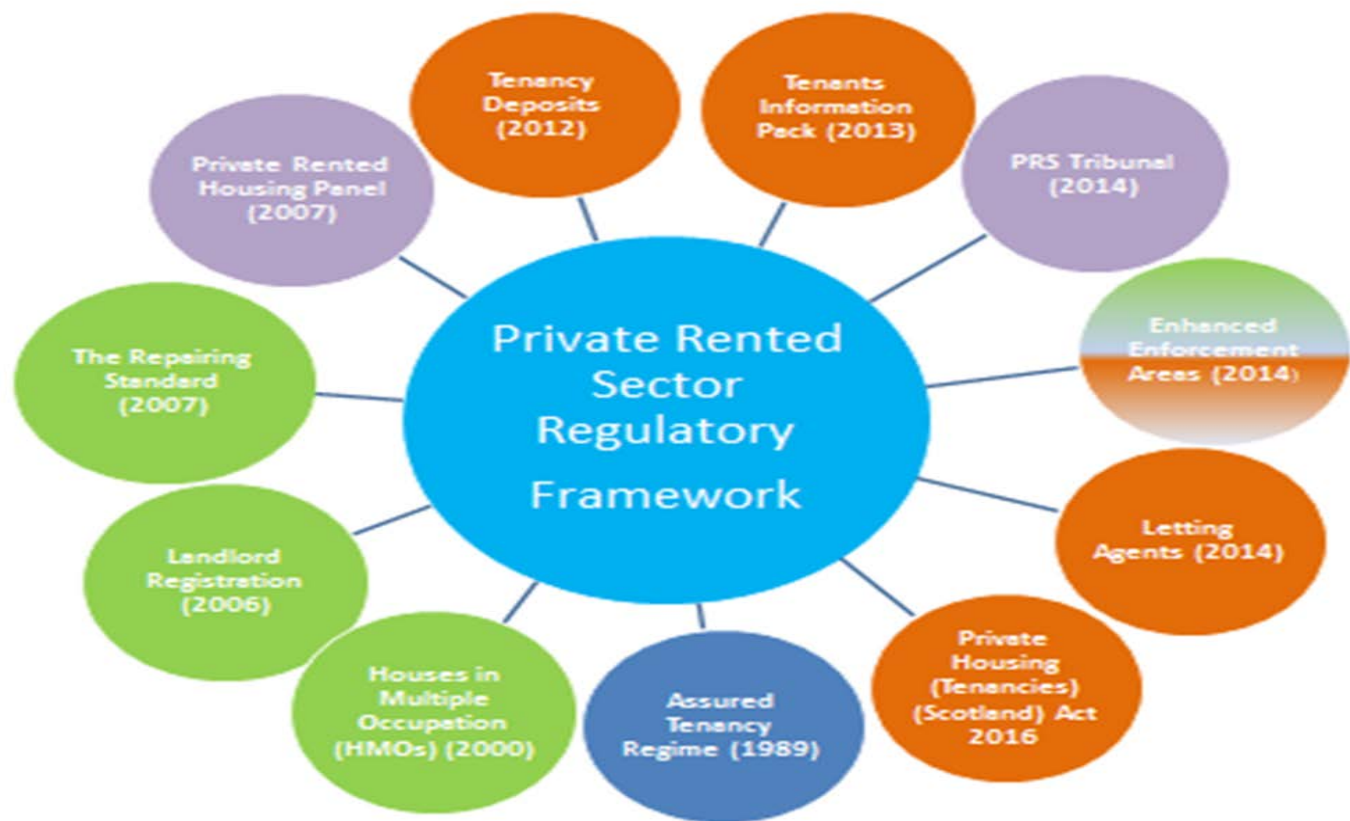 Private Rented
Sector
Regulatory
Framework
Tenancy
Deposits
(2012)
Tenants
Information
Pack (2013)
PRS Tribunal
(2014)
Enhanced
Enforcement
Areas (2014)
Letting
Agents (2014)
Private
Housing
(Tenancies)
(Scotland) Act
2016
Assured
Tenancy
Regime (1989)
Houses in
Multiple
Occupation
(HMOs) (2000)
Landlord
Registration
(2006)
The Repairing
Standard
(2007)
Private Rented
Housing Panel
(2007)